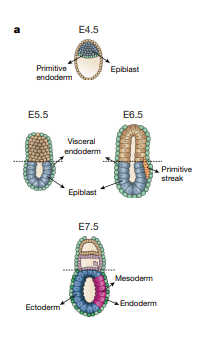 a
E4.5
Primitive
endoderm
Epiblast
E5.5
E6.5
Visceral
endoderm
Primitive
streak
Epiblast
E7.5
Mesoderm
Ectoderm
Endoderm